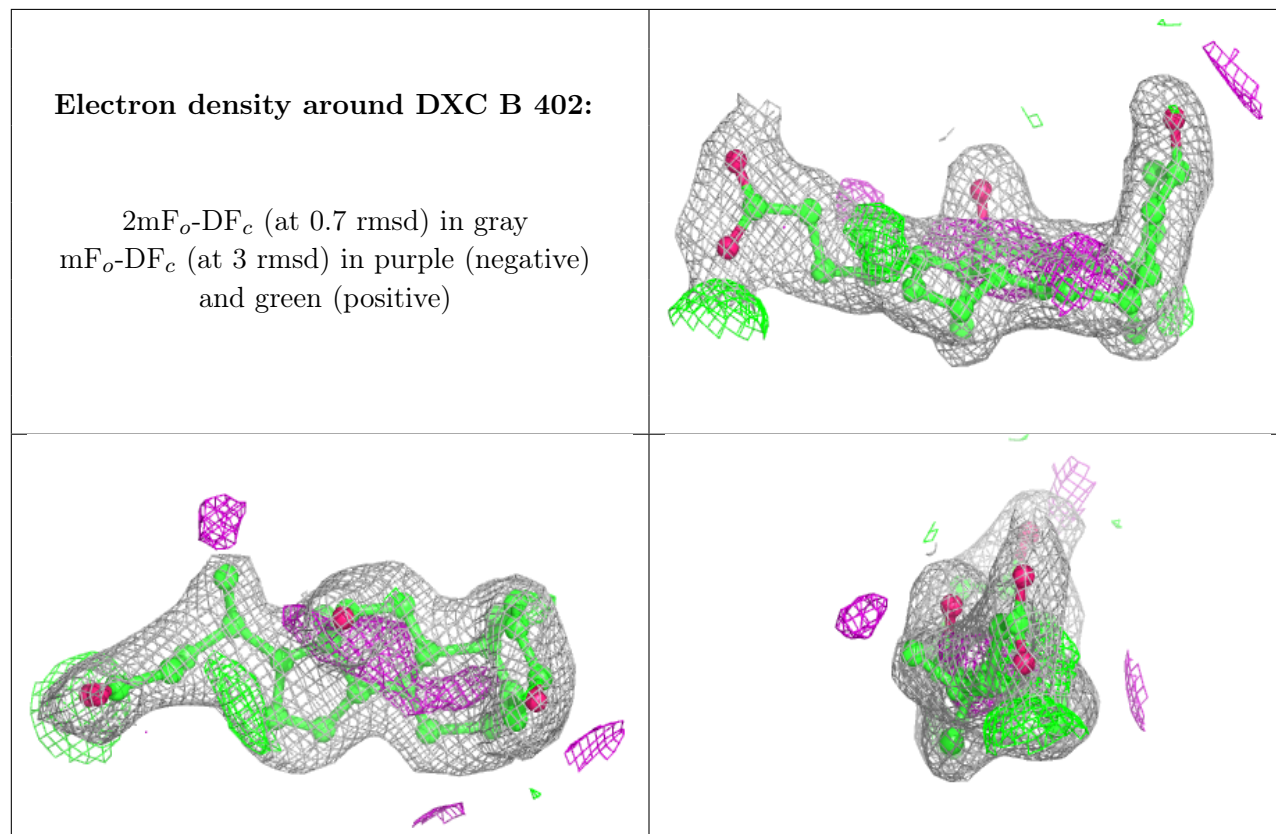 Electron density around DXC B 402:
2mFo-DFc (at 0.7 rmsd) in gray
mFo-DFc (at 3 rmsd) in purple (negative)
and green (positive)